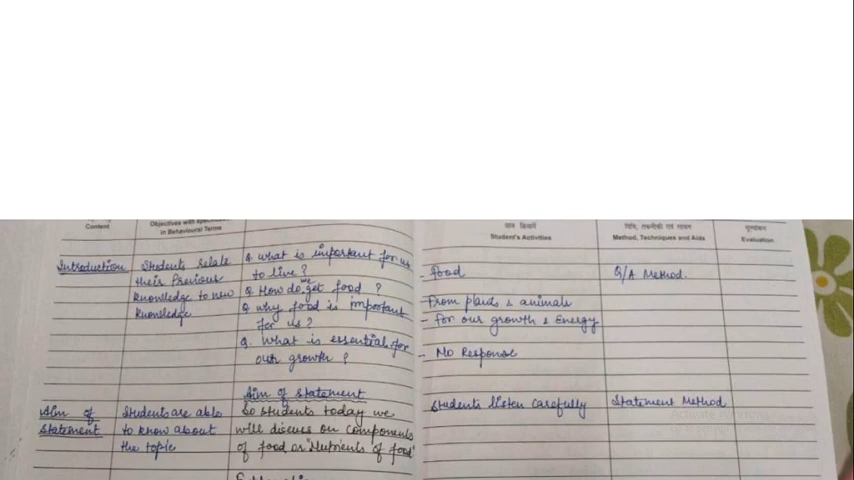 Content
Objectives with
in Behavioural Terms
छात्र क्रियायें
Student's Activities
विधि, तकनीकी एवं साधन
Method, Techniques and Aids
मूल्यांकन
Evaluation
Introduction
Students relate
their Previous
knowledge to new
knowledge
Q. what is important for us
to live?
Q How do we get food ?
Q why food is important
for us?
Q. What is essential for
our growth ?
- food
From plants & animals
- For our growth & Energy
- No Response
Q/A Method.
Aim of
Statement
Students are able
to know about
the topic
Aim of Statement
So students today we
will discuss on components
of food or "Nutrients of food"
Students listen carefully
Statement Method